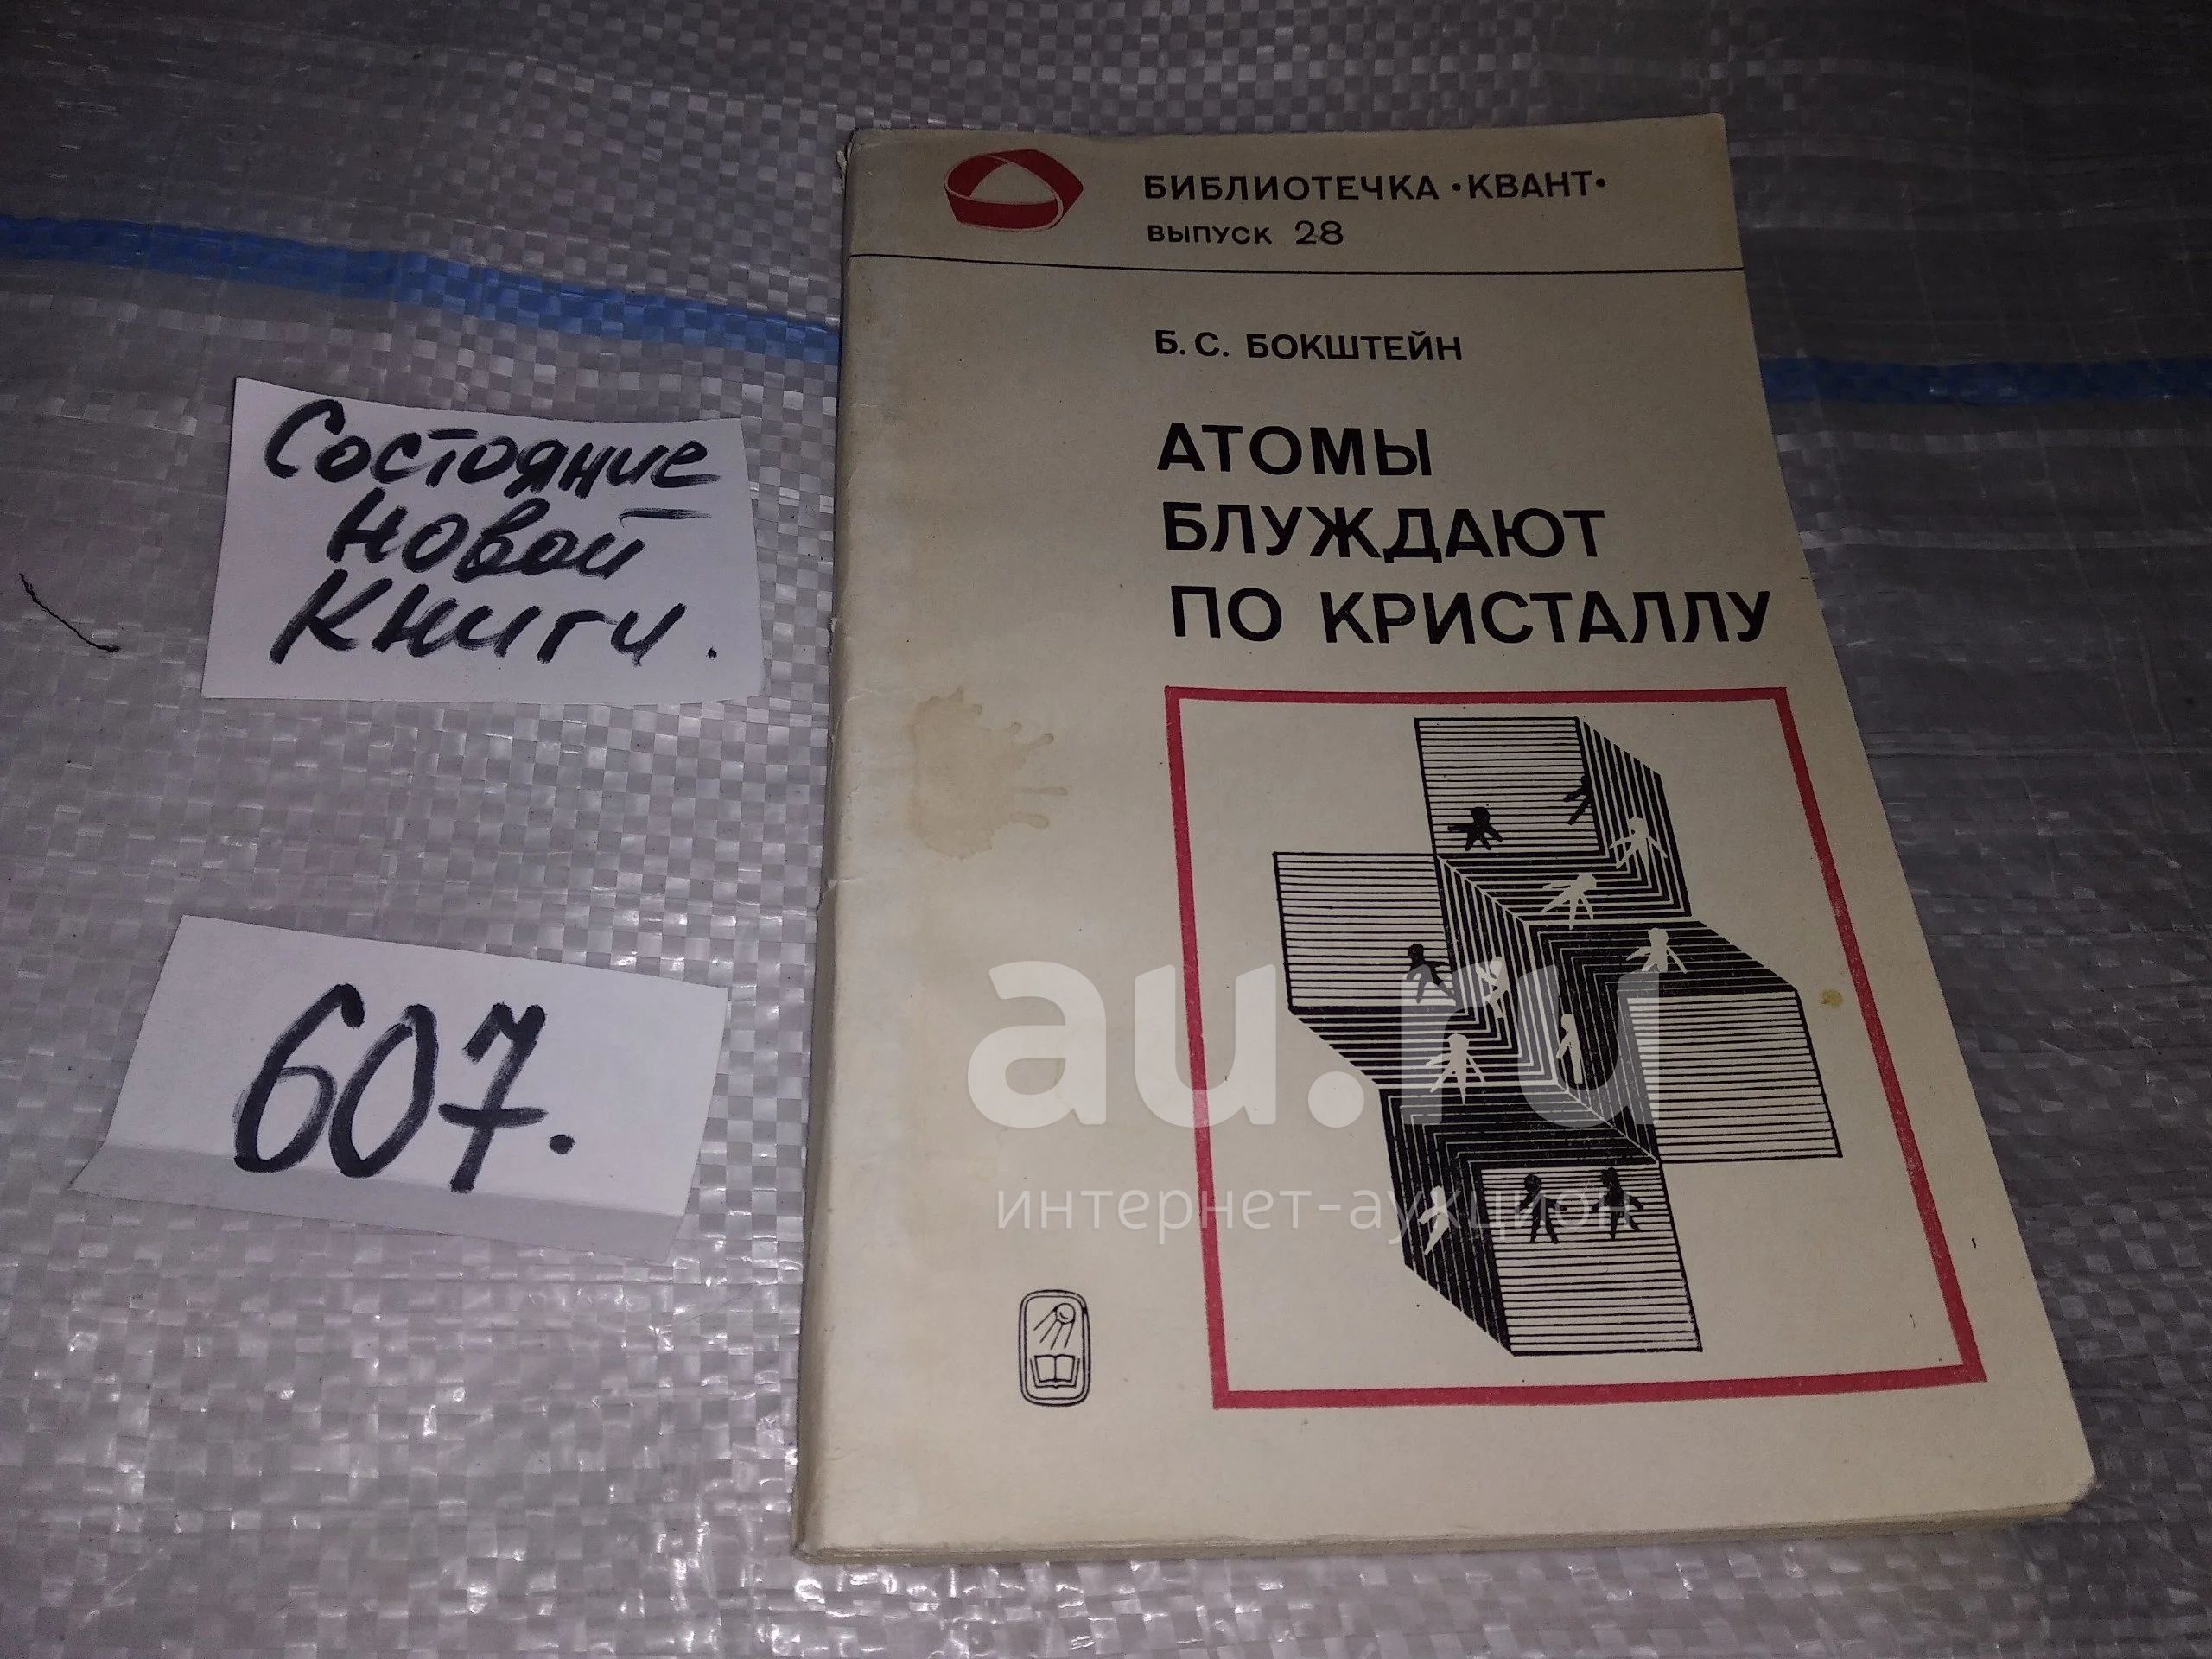 БИБЛИОТЕЧКА •КВАНТ•
ВЫПУСК 28
Б. С. БОКШТЕЙН
АТОМЫ
БЛУЖДАЮТ
ПО КРИСТАЛЛУ
Состояние
новой
книги.
607.
au.ru
интернет-аукцион